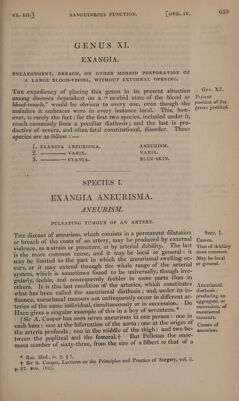 CL. III.]
SANGUINEOUS FUNCTION.
[ORD. IV.
633
GENUS XI.
EXANGIA.
ENLARGEMENT, BREACH, OR OTHER MORBID PERFORATION OF
A LARGE BLOOD-VESSEL, WITHOUT EXTERNAL OPENING.
THE expediency of placing this genus in its present situation
among diseases dependent on a “morbid state of the blood or
blood-vessels,” would be obvious to every one, even though the
maladies it embraces were in every instance local. This, how-
ever, is rarely the fact; for the first two species, included under it,
result commonly from a peculiar diathesis; and the last is pro-
ductive of severe, and often fatal constitutional, disorder. These
species are as follow:—
GEN. XI.
Present
position of the
genus justified.
1. EXANGIA ANEURISMA. ANEURISM.
2. ——— VARIX. VARIX.
3. ——— CYANIA. BLUE-SKIN.
SPECIES I.
EXANGIA ANEURISMA.
ANEURISM.
PULSATING TUMOUR OF AN ARTERY.
THE disease of aneurism, which consists in a permanent dilatation
or breach of the coats of an artery, may be produced by external
violence, as a strain or puncture, or by arterial debility. The last
is the more common cause, and it may be local or general: it
may be limited to the part in which the aneurismal swelling oc-
curs, or it may extend through the whole range of the arterial
system, which is sometimes found to be universally, though irre-
gularly, feeble, and consequently feebler in some parts than in
others. It is this last condition of the arteries, which constitutes
what has been called the aneurismal diathesis; and, under its in-
fluence, aneurismal tumours not unfrequently occur in different ar-
teries of the same individual, simultaneously or in succession. De
Haen gives a singular example of this in a boy of seventeen.*
Sir A. Cooper has seen seven aneurisms in one person: one in
each ham; one at the bifurcation of the aorta; one at the origin of
the arteria profunda; one in the middle of the thigh; and two be-
tween the popliteal and the femoral.† But Pelletan the enor-
mous number of sixty-three, from the size of a filbert to that of a
SPEC. I.
Causes.
That of debility
most common.
May be local
or general.
Aneurismal
diathesis:
producing an
aggregate, or
succession, of
aneurismal
tumours.
Causes of
aneurism.
* Rat. Med., iv. 3. § 7.
† Sir A. Cooper, Lectures on the Principles and Practice of Surgery, vol. ii.
p. 37. 8vo.